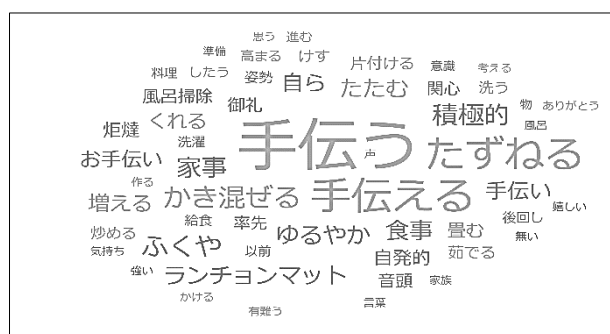 思う 進む
準備 高まる けす 片付ける 意識 考える
料理 したう 姿勢 自ら たたむ 関心 洗う
風呂掃除 御礼 積極的 物 ありがとう
炬燵 くれる 手伝う 風呂
洗濯 声 たずねる
お手伝い 家事
作る 手伝える 手伝い
増える かき混ぜる 嬉しい
給食 率先 食事 畳む 後回し
炒める ふくや ゆるやか 無い
気持ち 以前 自発的 茹でる
強い ランチョンマット 音頭 家族
かける 有難う 言葉